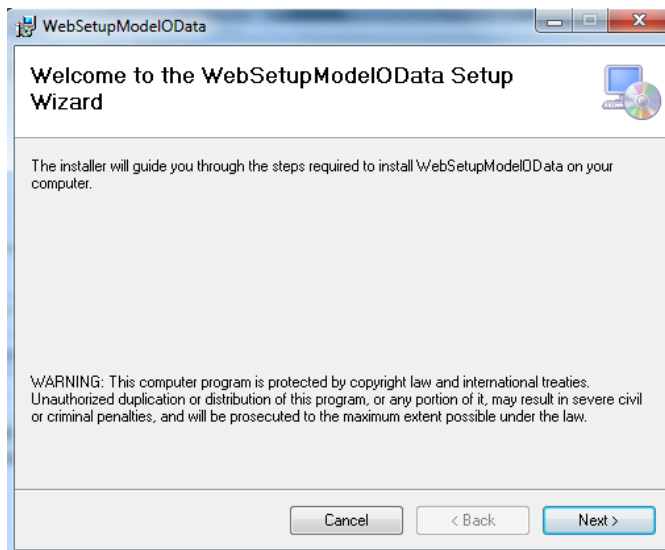 WebSetupModelOData
Welcome to the WebSetupModelOData Setup
Wizard
The installer will guide you through the steps required to install WebSetupModelOData on your
computer.
WARNING: This computer program is protected by copyright law and international treaties.
Unauthorized duplication or distribution of this program, or any portion of it, may result in severe civil
or criminal penalties, and will be prosecuted to the maximum extent possible under the law.
Cancel
< Back
Next >